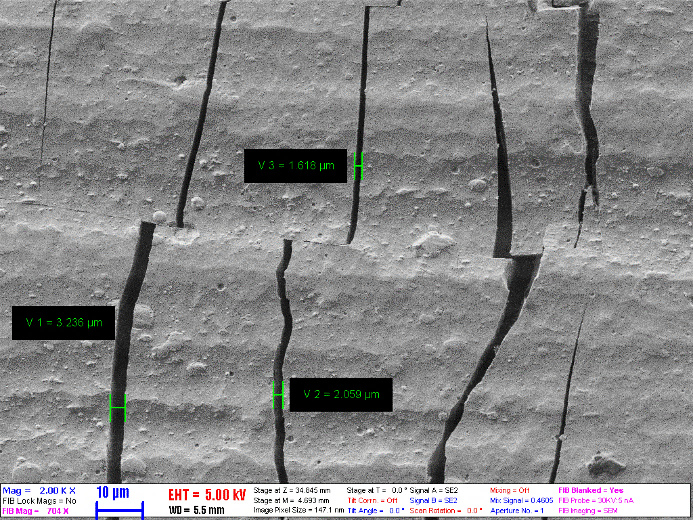 V 3 = 1.618 µm
V 1 = 3.236 µm
V 2 = 2.059 µm
Mag = 2.00 K X
FIB Lock Mags = No
FIB Mag = 704 X
10 µm
EHT = 5.00 kV
WD = 5.5 mm
Stage at Z = 34.845 mm
Stage at M = 4.693 mm
Image Pixel Size = 147.1 nm
Stage at T = 0.0 °
Tilt Corrn. = Off
Tilt Angle = 0.0 °
Signal A = SE2
Signal B = SE2
Scan Rotation = 0.0 °
Mixing = Off
Mix Signal = 0.4605
Aperture No. = 1
FIB Blanked = Yes
FIB Probe = 30KV:5 nA
FIB Imaging = SEM